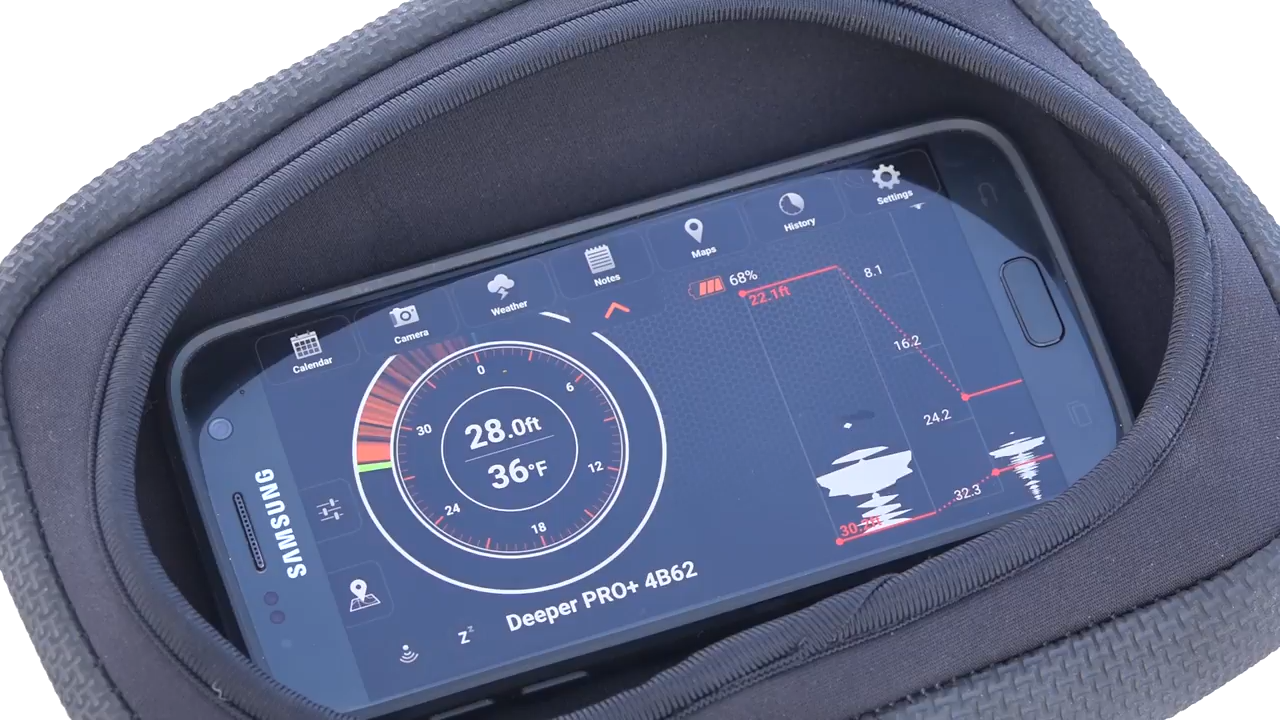 Calendar
Camera
Weather
Notes
Maps
History
Settings
68%
22.1ft
8.1
16.2
24.2
32.3
0
6
12
18
24
30
28.0ft
36°F
SAMSUNG
Deeper PRO+ 4B62
zz